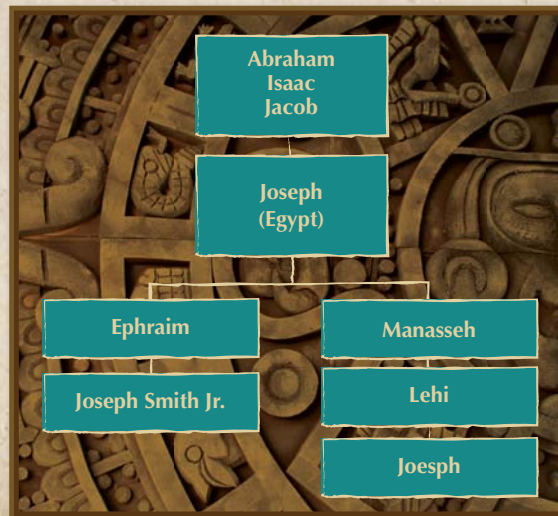 Abraham
Isaac
Jacob
Joseph
(Egypt)
Ephraim
Manasseh
Joseph Smith Jr.
Lehi
Joesph